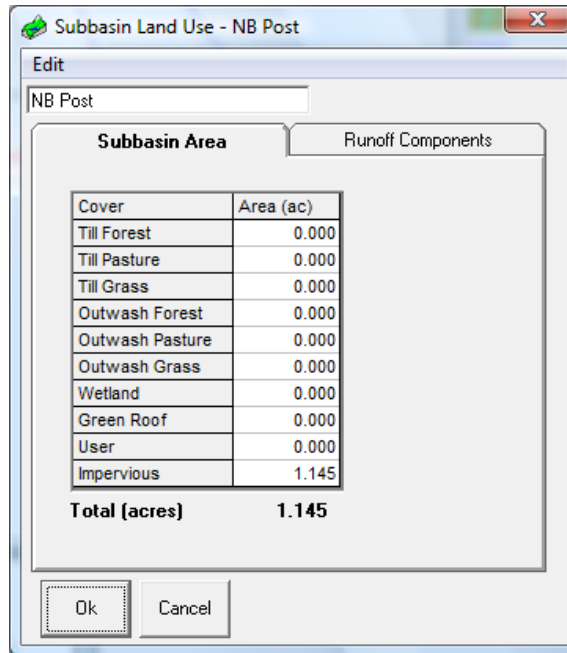 Subbasin Land Use - NB Post
x
Edit
NB Post
Subbasin Area Runoff Components
Cover Area (ac)
Till Forest 0.000
Till Pasture 0.000
Till Grass 0.000
Outwash Forest 0.000
Outwash Pasture 0.000
Outwash Grass 0.000
Wetland 0.000
Green Roof 0.000
User 0.000
Impervious 1.145
Total (acres) 1.145
Ok Cancel